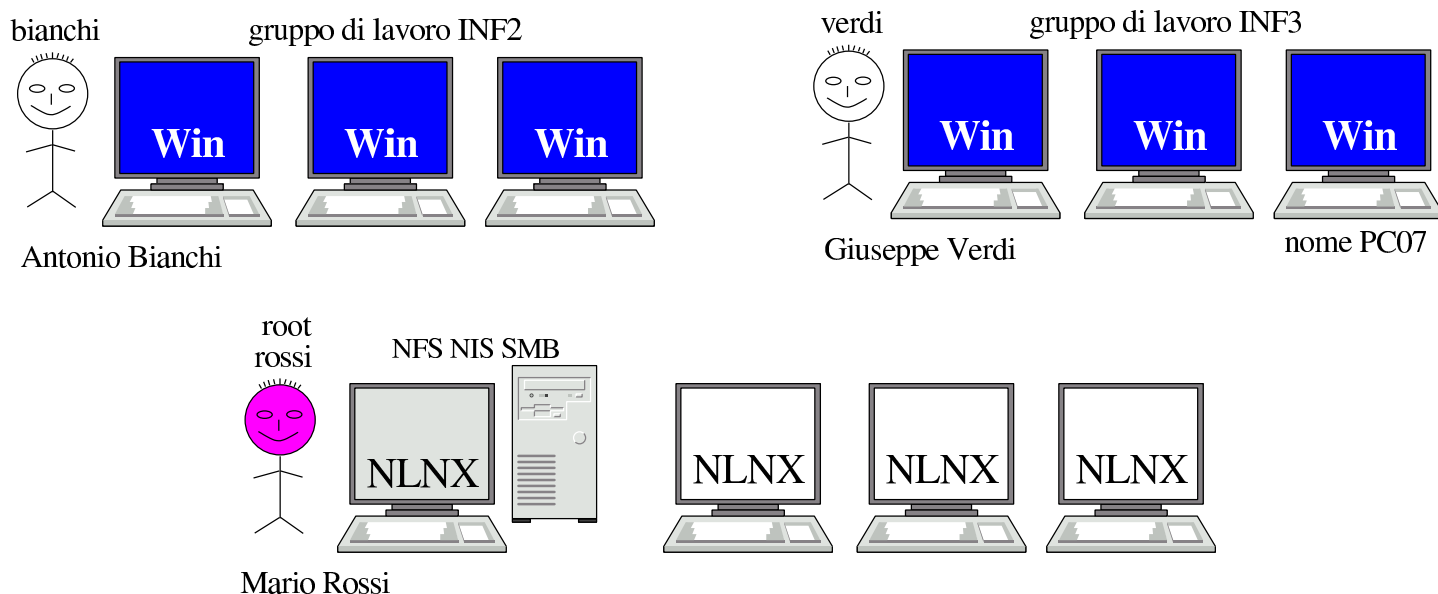 bianchi
gruppo di lavoro INF2
Win
Win
Win
Antonio Bianchi
verdi
gruppo di lavoro INF3
Win
Win
Win
Giuseppe Verdi
nome PC07
root
rossi
NFS NIS SMB
NLNX
NLNX
NLNX
NLNX
Mario Rossi